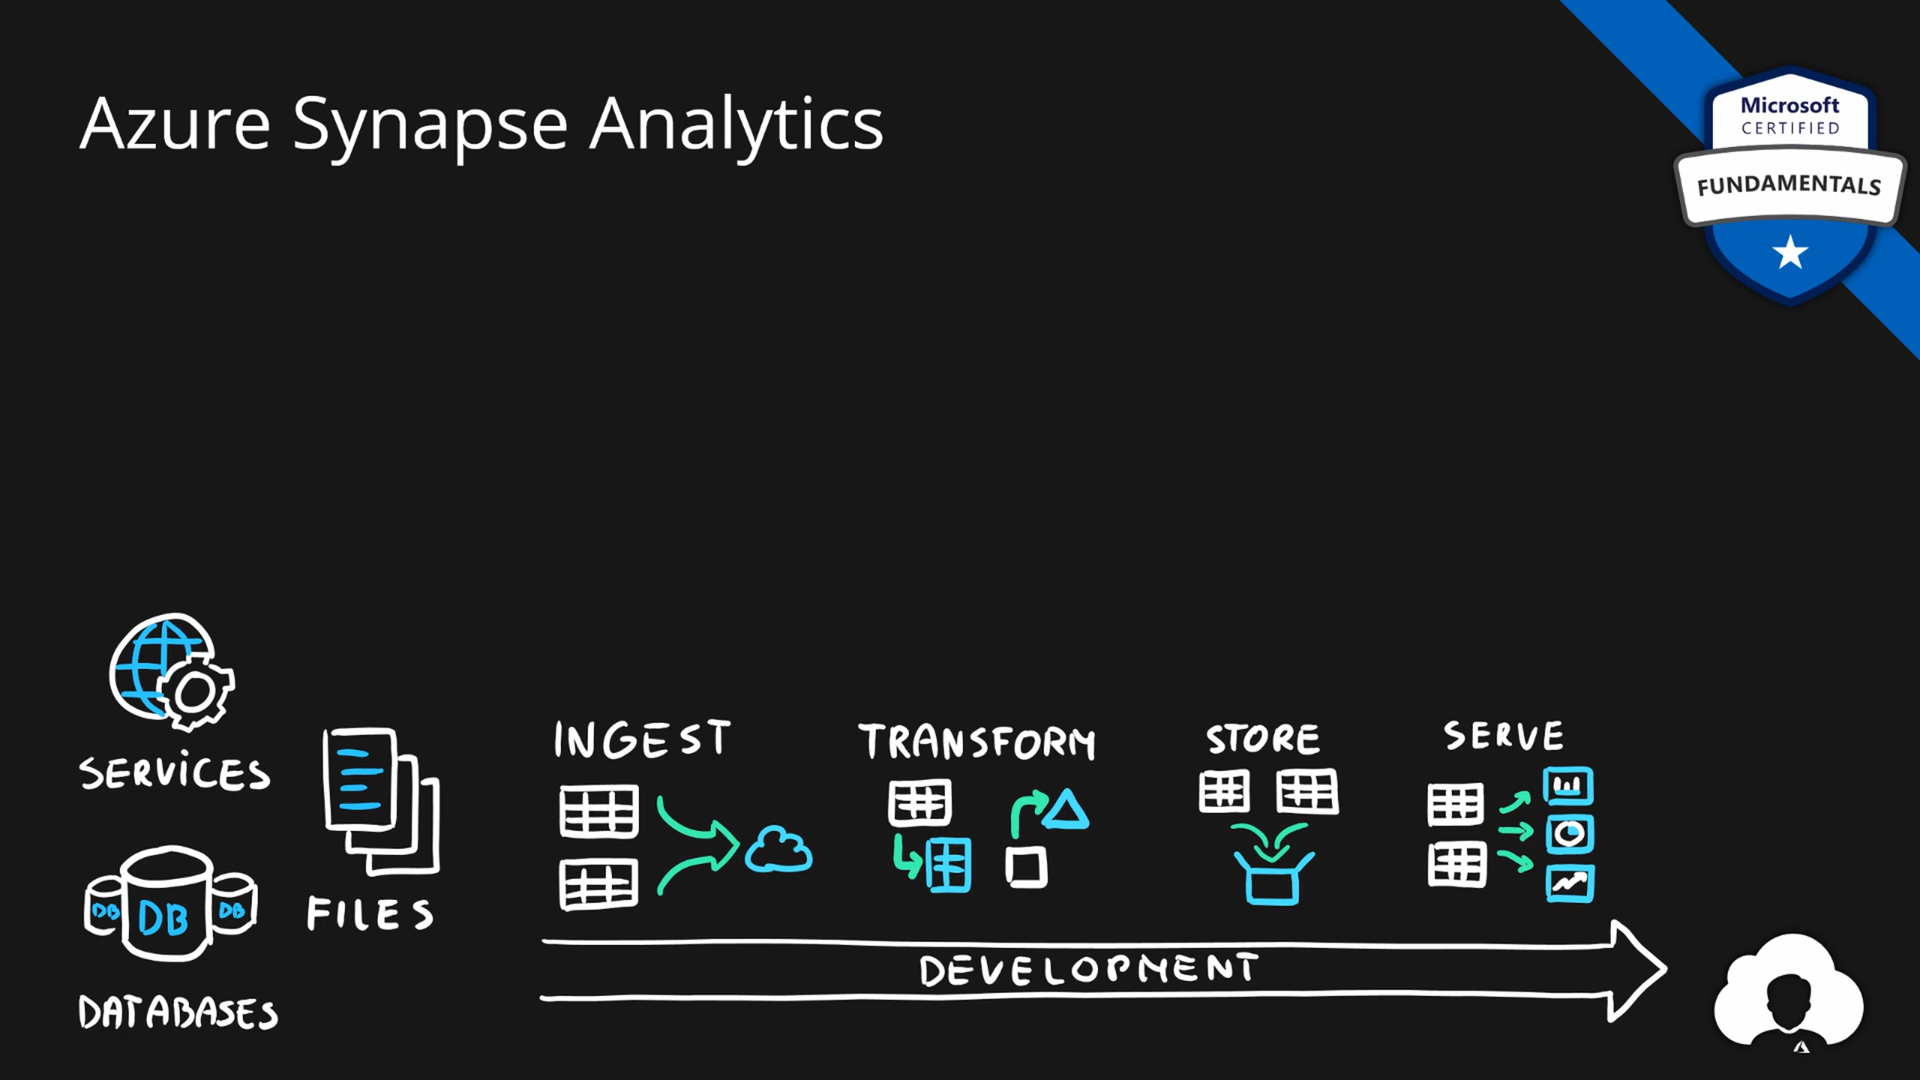 Azure Synapse Analytics
Microsoft
CERTIFIED
FUNDAMENTALS
SERVICES
FILES
DB DB DB
DATABASES
INGEST
TRANSFORM
STORE
SERVE
DEVELOPMENT